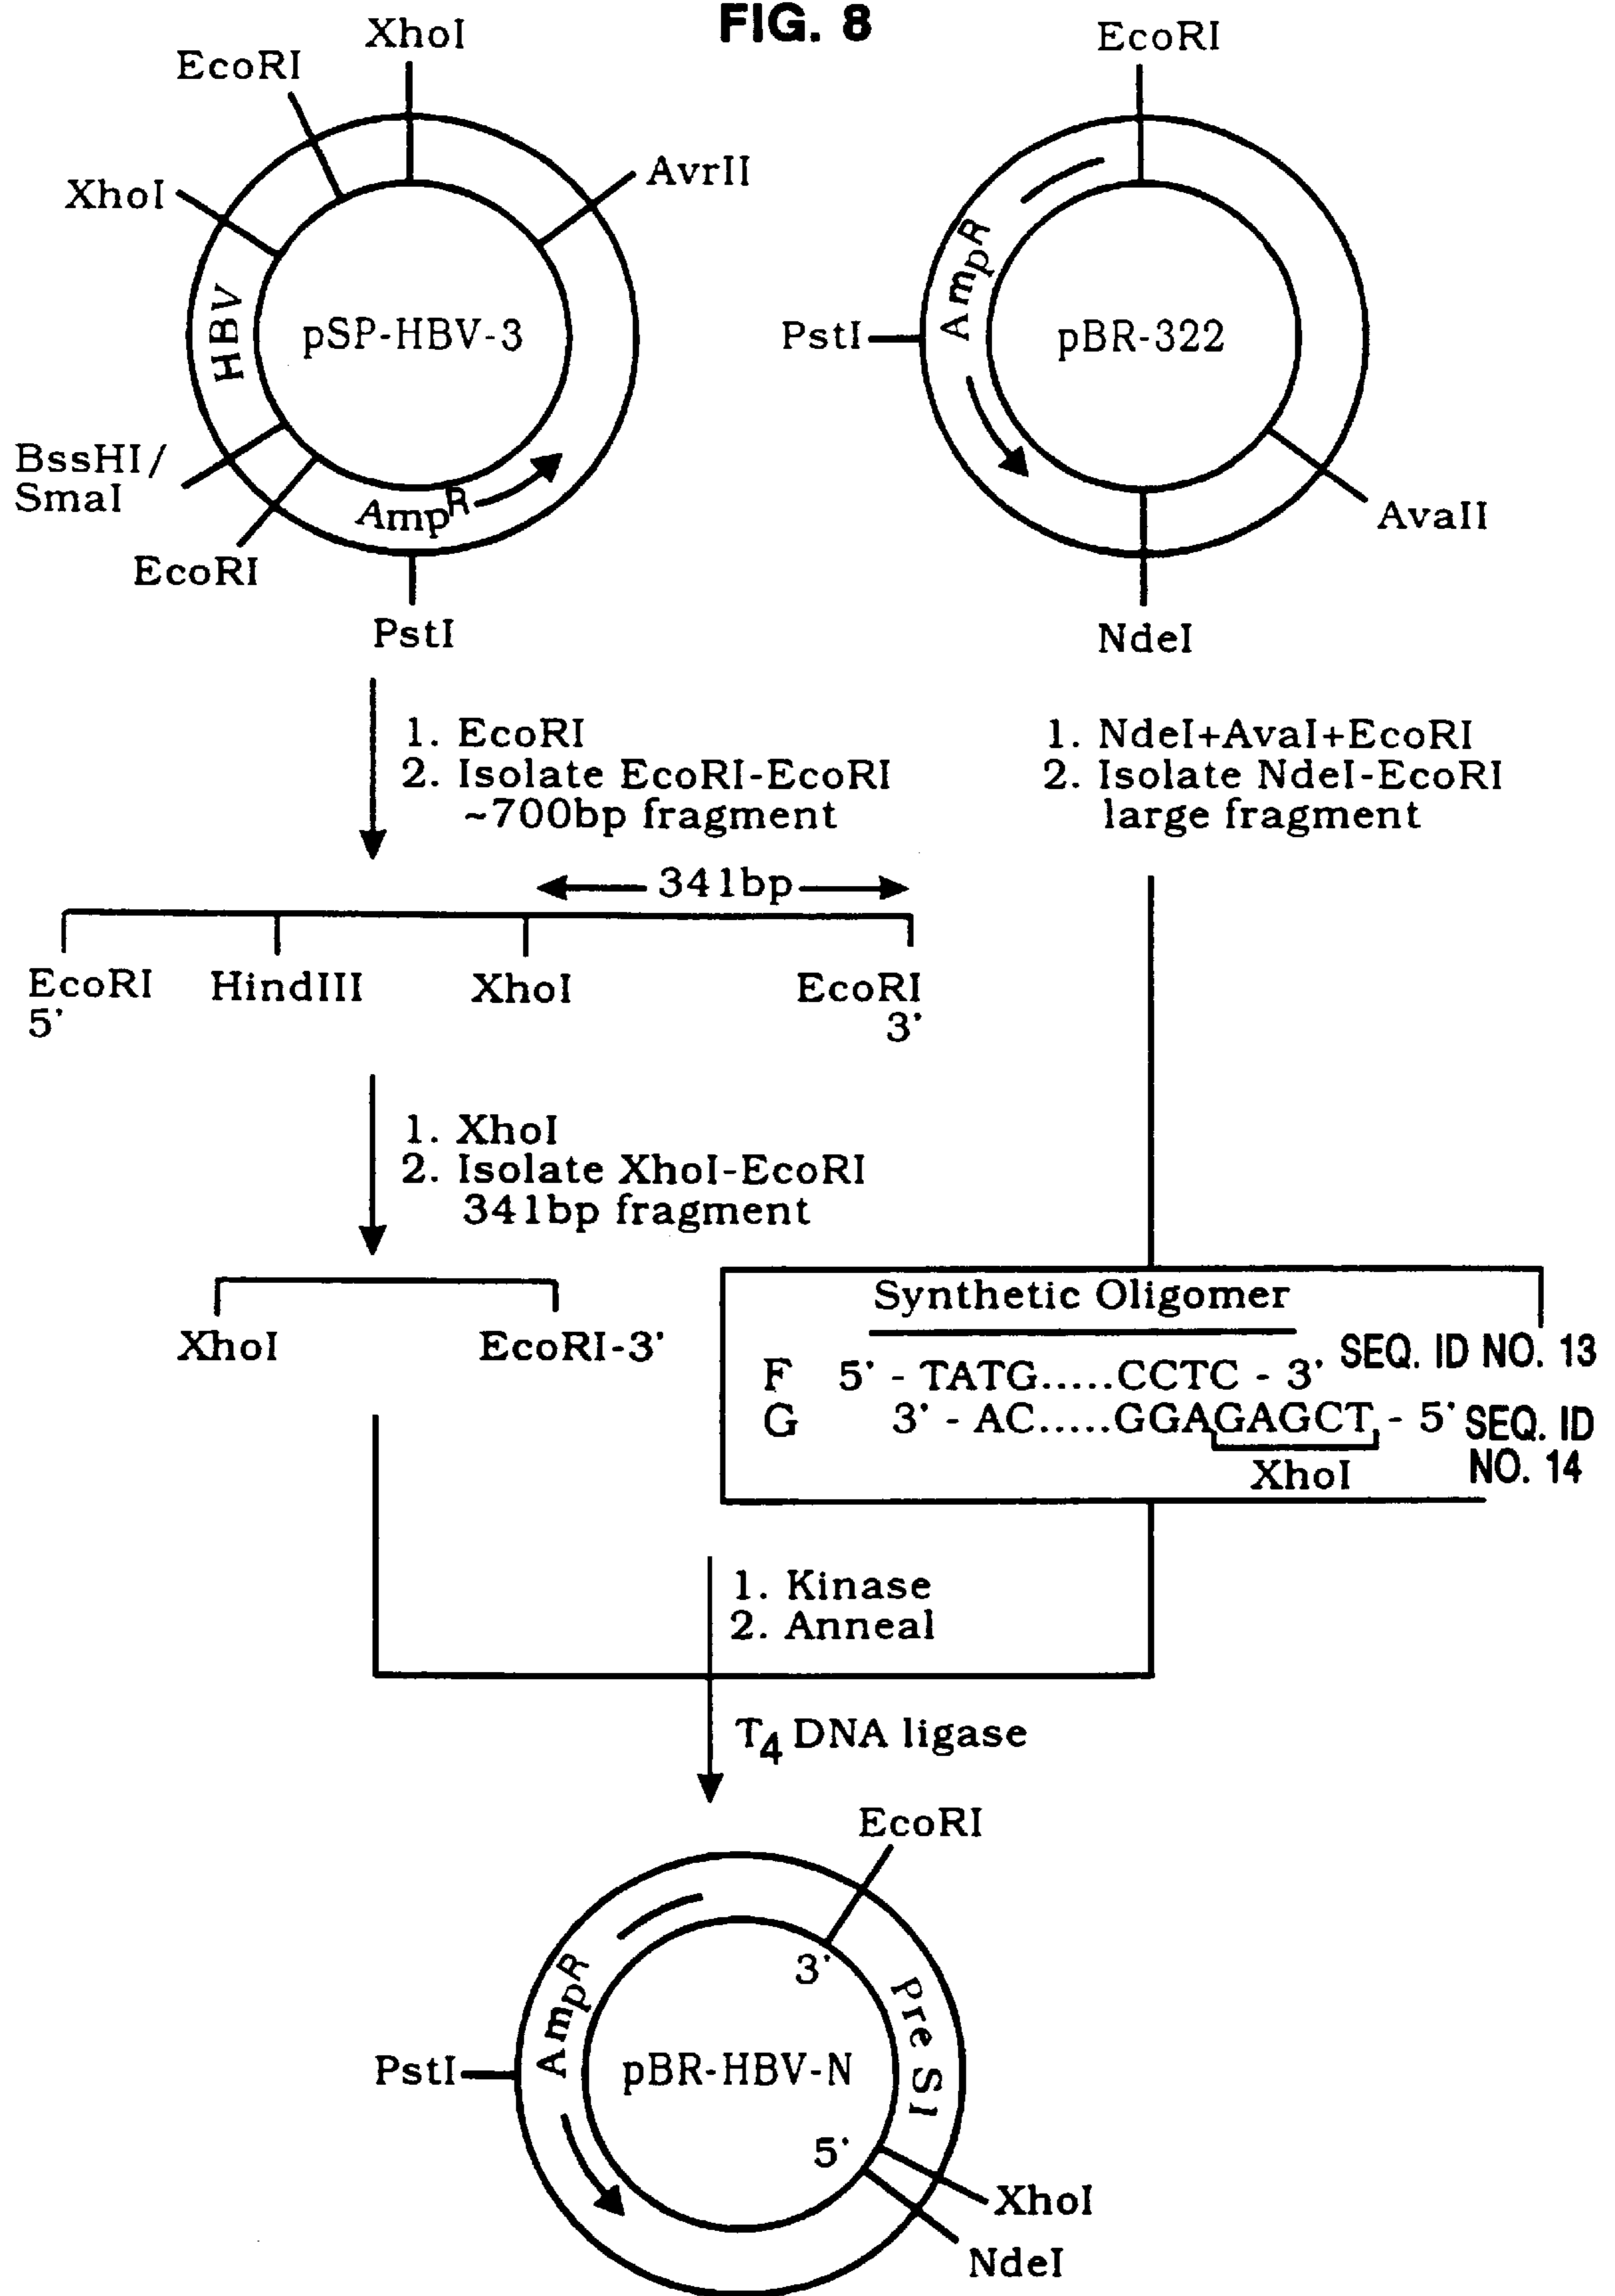 FIG. 8
XhoI
EcoRI
XhoI
AvrII
HBV
pSP-HBV-3
BssHI/
SmaI
EcoRI
AmpR
PstI
EcoRI
AmpR
PstI
pBR-322
AvaII
NdeI
1. EcoRI
2. Isolate EcoRI-EcoRI
~700bp fragment
1. NdeI+AvaI+EcoRI
2. Isolate NdeI-EcoRI
large fragment
341bp
EcoRI HindIII XhoI EcoRI
5' 3'
1. XhoI
2. Isolate XhoI-EcoRI
341bp fragment
XhoI EcoRI-3'
Synthetic Oligomer
F 5' - TATG.....CCTC - 3' SEQ. ID NO. 13
G 3' - AC.....GGAGAGCT - 5' SEQ. ID
NO. 14
XhoI
1. Kinase
2. Anneal
T4 DNA ligase
EcoRI
3'
AmpR
Pre SI
PstI
pBR-HBV-N
5'
XhoI
NdeI